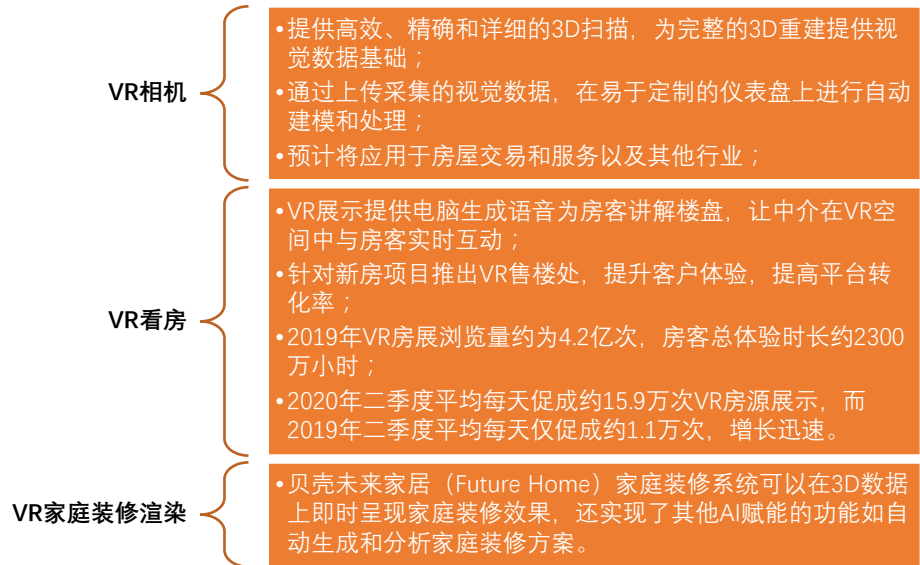 VR相机
•提供高效、精确和详细的3D扫描，为完整的3D重建提供视
觉数据基础；
•通过上传采集的视觉数据，在易于定制的仪表盘上进行自动
建模和处理；
•预计将应用于房屋交易和服务以及其他行业；
VR看房
•VR展示提供电脑生成语音为房客讲解楼盘，让中介在VR空
间中与房客实时互动；
•针对新房项目推出VR售楼处，提升客户体验，提高平台转
化率；
•2019年VR房展浏览量约为4.2亿次，房客总体验时长约2300
万小时；
•2020年二季度平均每天促成约15.9万次VR房源展示，而
2019年二季度平均每天仅促成约1.1万次，增长迅速。
VR家庭装修渲染
•贝壳未来家居（Future Home）家庭装修系统可以在3D数据
上即时呈现家庭装修效果，还实现了其他AI赋能的功能如自
动生成和分析家庭装修方案。